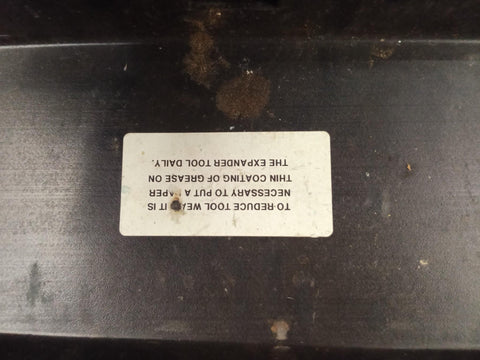 TO REDUCE TOOL WEAR IT IS
NECESSARY TO PUT A PAPER
THIN COATING OF GREASE ON
THE EXPANDER TOOL DAILY.